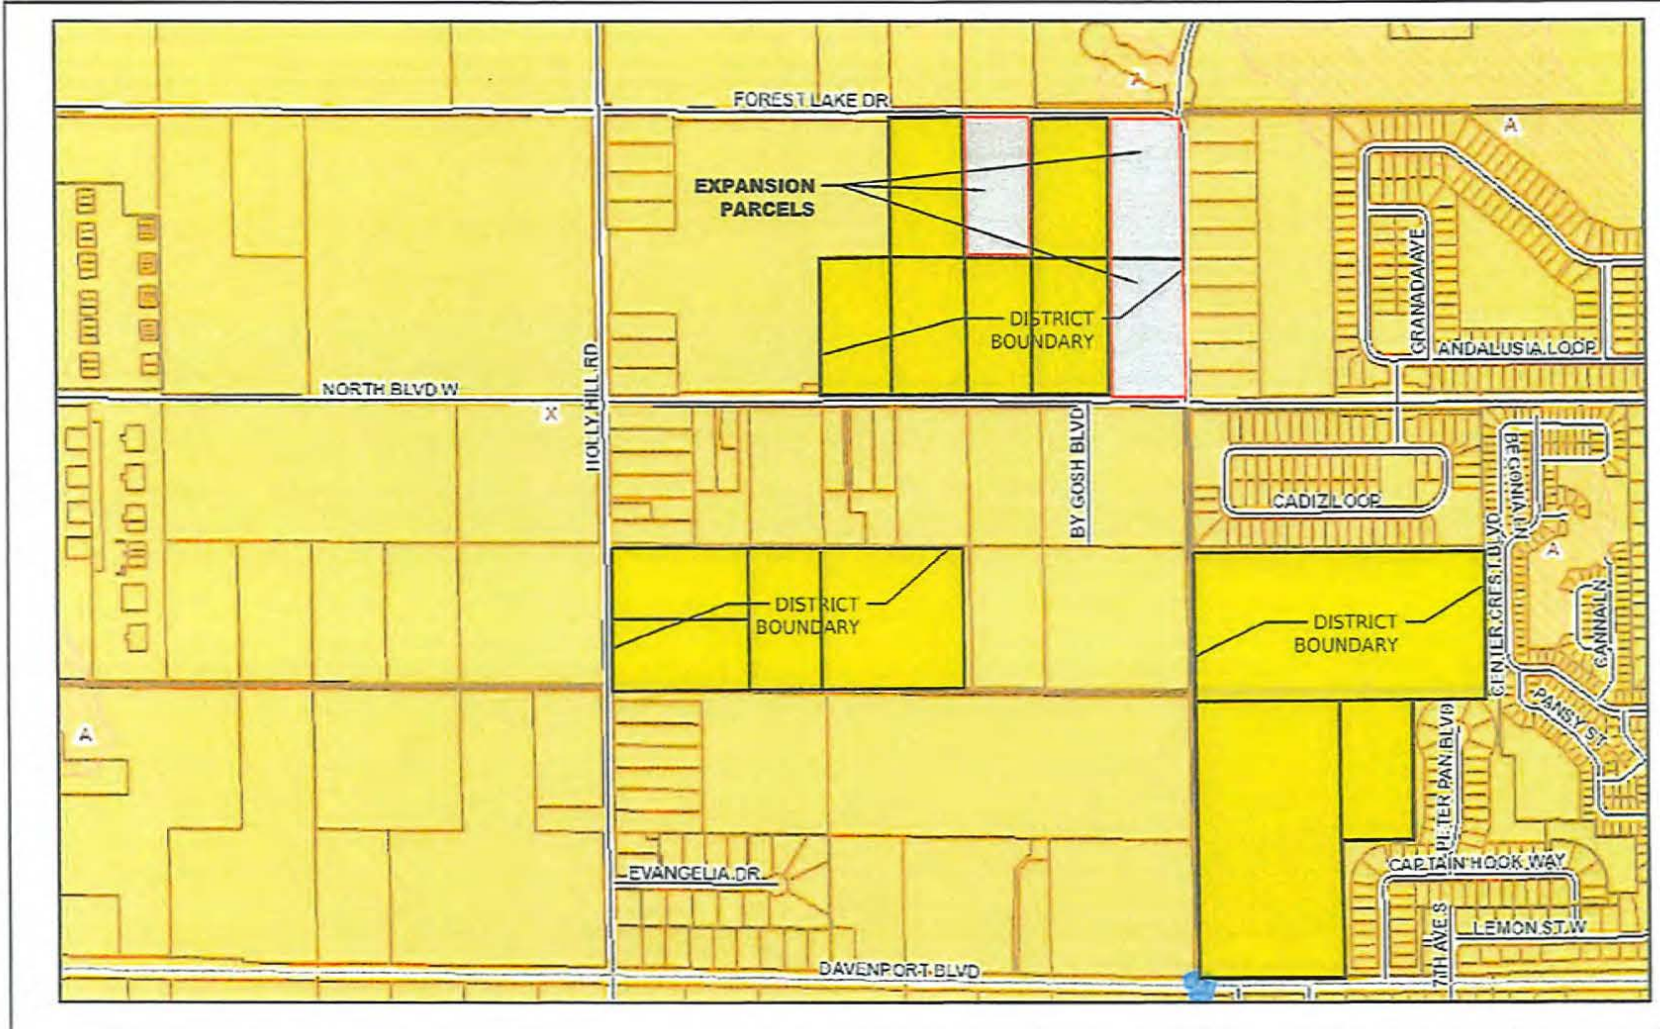 FOREST LAKE DR
A
A
EXPANSION
PARCELS
GRANADA AVE
DISTRICT
BOUNDARY
ANDALUSIA LOOP
HOLLY HILL RD
NORTH BLVD W
X
BY GOSH BLVD
BEGONIA LN
CADIZ LOOP
CENTER CREST BLVD
A
DISTRICT
BOUNDARY
DISTRICT
BOUNDARY
CANNA LN
PANSY ST
A
PETER PAN BLVD
CAPTAIN HOOK WAY
EVANGELIA DR
7TH AVE S
LEMON ST W
DAVENPORT BLVD